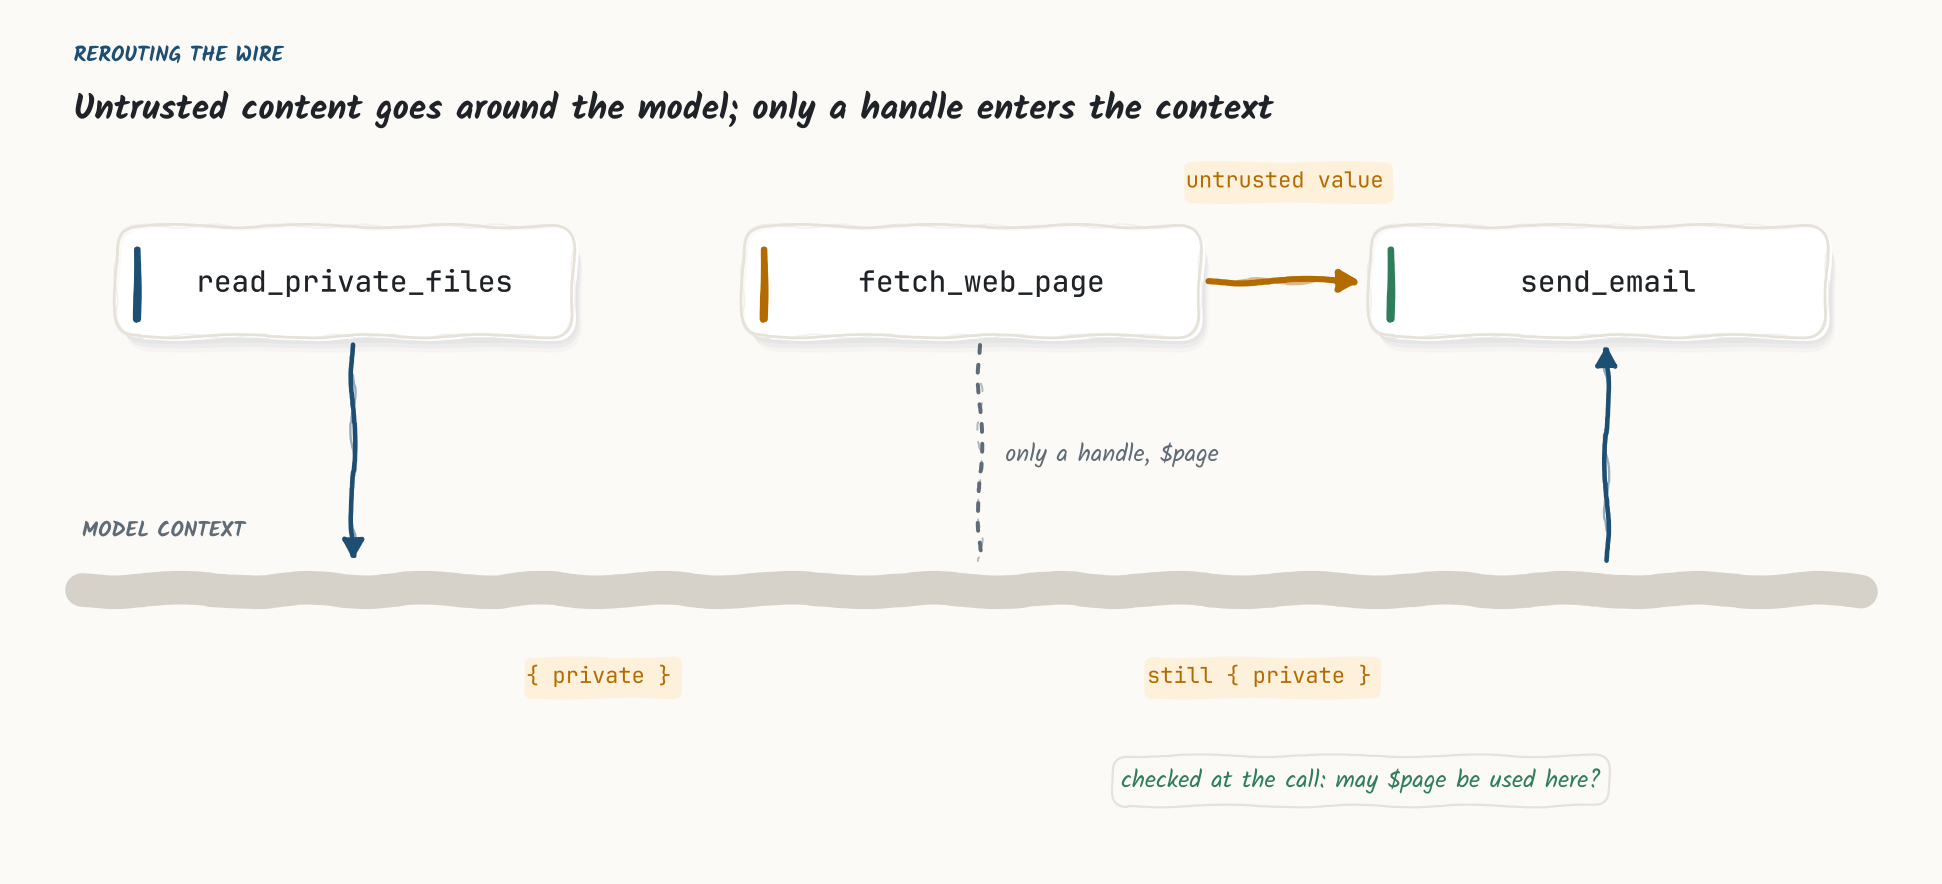 REROUTING THE WIRE
Untrusted content goes around the model; only a handle enters the context
untrusted value
read_private_files
fetch_web_page
send_email
only a handle, $page
MODEL CONTEXT
{ private }
still { private }
checked at the call: may $page be used here?